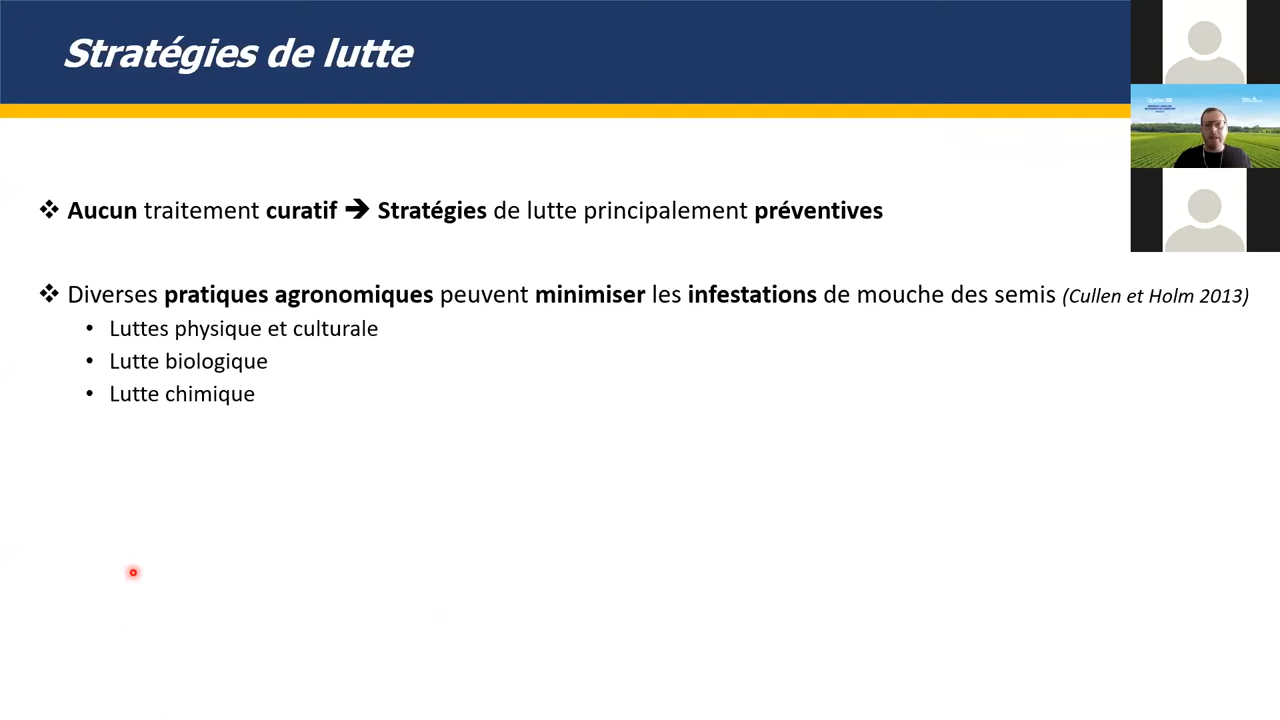 Stratégies de lutte
❖ Aucun traitement curatif ➔ Stratégies de lutte principalement préventives
❖ Diverses pratiques agronomiques peuvent minimiser les infestations de mouche des semis (Cullen et Holm 2013)
• Luttes physique et culturale
• Lutte biologique
• Lutte chimique
Québec